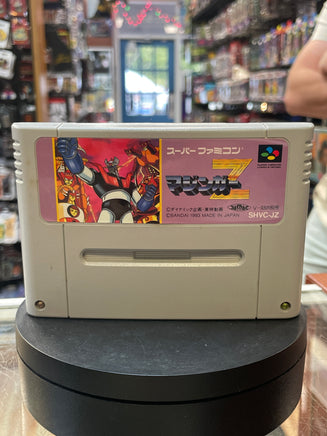 スーパーファミコン
マジンガーZ
©ダイナミック企画・東映動画
©BANDAI 1993 MADE IN JAPAN
SHVC-JZ